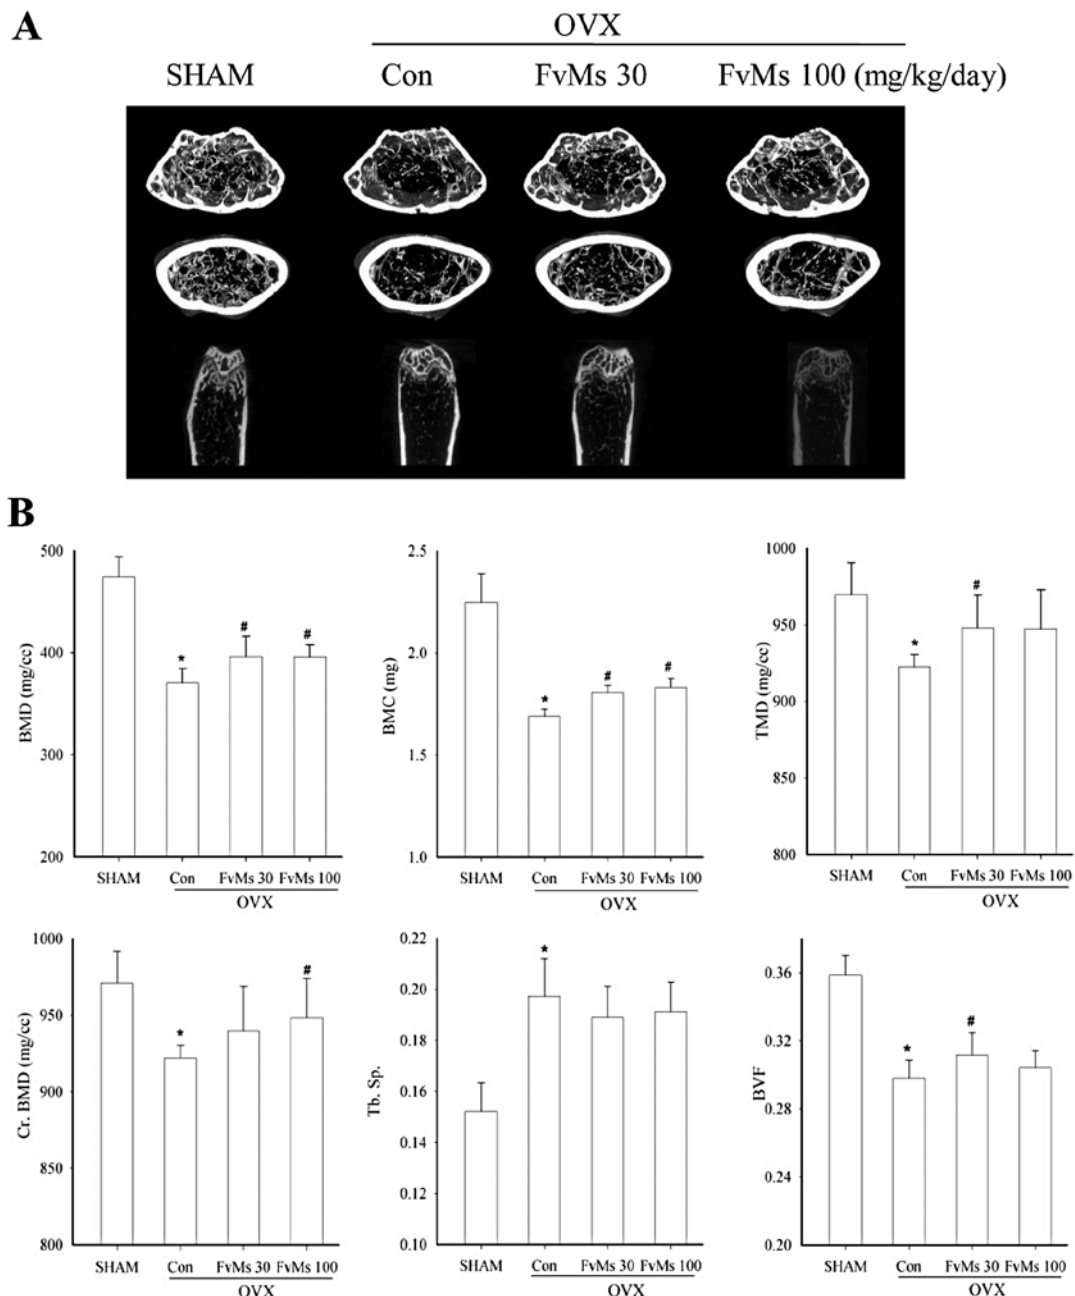 A
OVX
SHAM Con FvMs 30 FvMs 100 (mg/kg/day)
B
500
400
300
200
BMD (mg/cc)
*
#
#
SHAM Con FvMs 30 FvMs 100
OVX
2.5
2.0
1.5
1.0
BMC (mg)
*
#
#
SHAM Con FvMs 30 FvMs 100
OVX
1000
950
900
850
800
TMD (mg/cc)
*
#
SHAM Con FvMs 30 FvMs 100
OVX
1000
950
900
850
800
Cr. BMD (mg/cc)
*
#
SHAM Con FvMs 30 FvMs 100
OVX
0.22
0.20
0.18
0.16
0.14
0.12
0.10
Tb. Sp.
*
SHAM Con FvMs 30 FvMs 100
OVX
0.36
0.32
0.28
0.24
0.20
BVF
*
#
SHAM Con FvMs 30 FvMs 100
OVX